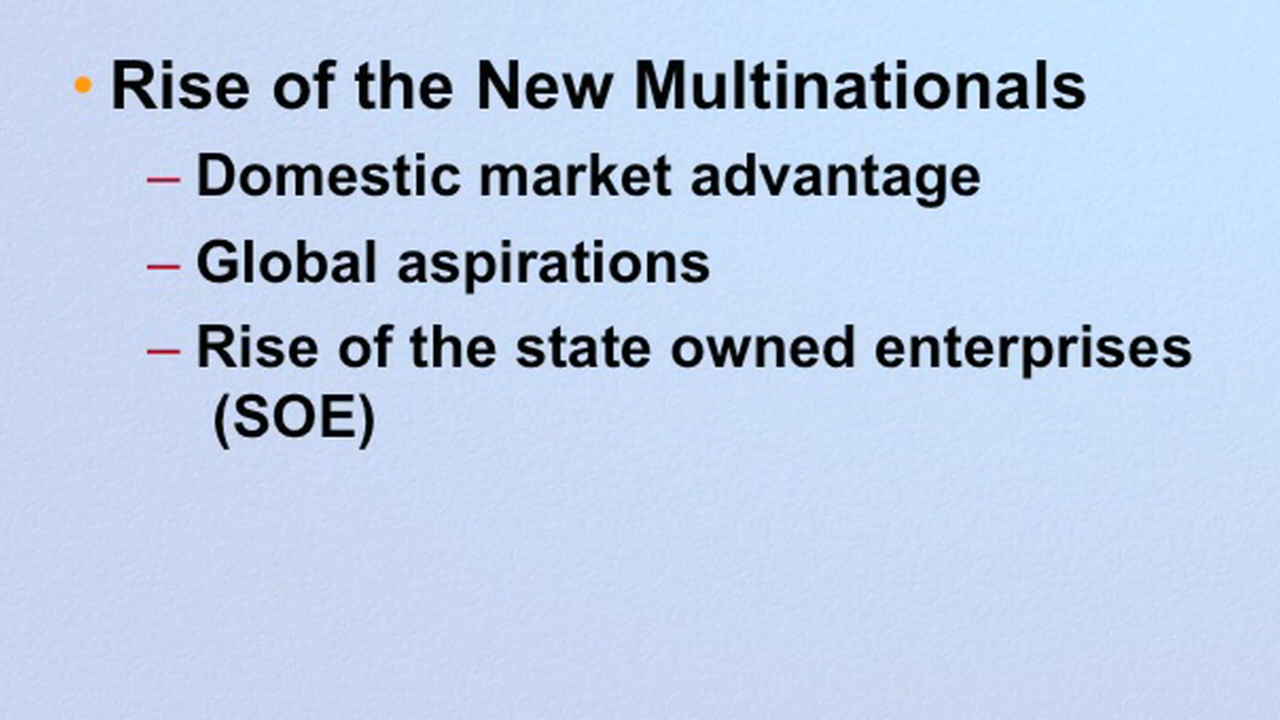 • Rise of the New Multinationals
– Domestic market advantage
– Global aspirations
– Rise of the state owned enterprises
(SOE)